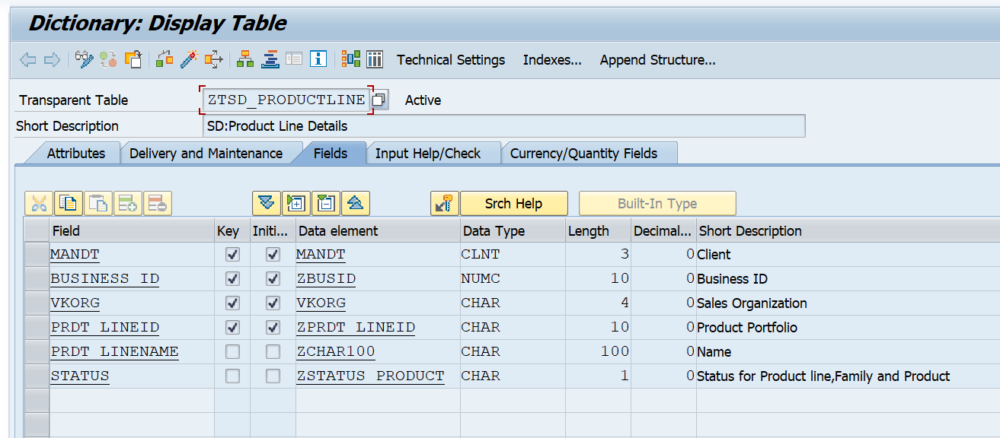 Dictionary: Display Table
Technical Settings Indexes... Append Structure...
Transparent Table ZTSD_PRODUCTLINE Active
Short Description SD:Product Line Details
Attributes Delivery and Maintenance Fields Input Help/Check Currency/Quantity Fields
Srch Help Built-In Type
Field Key Initi... Data element Data Type Length Decimal... Short Description
MANDT MANDT CLNT 3 0 Client
BUSINESS_ID ZBUSID NUMC 10 0 Business ID
VKORG VKORG CHAR 4 0 Sales Organization
PRDT_LINEID ZPRDT_LINEID CHAR 10 0 Product Portfolio
PRDT_LINENAME ZCHAR100 CHAR 100 0 Name
STATUS ZSTATUS_PRODUCT CHAR 1 0 Status for Product line,Family and Product